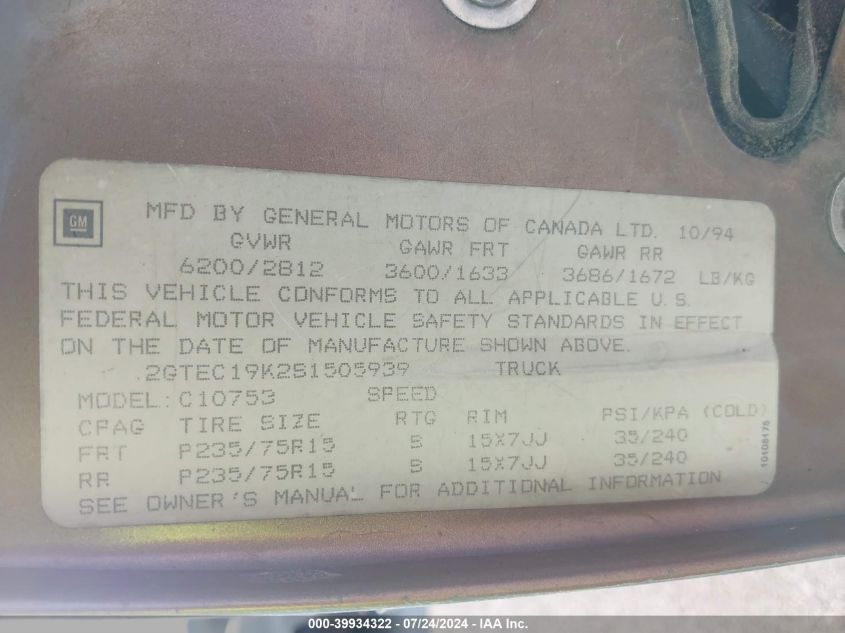 GM
MFD BY GENERAL MOTORS OF CANADA LTD. 10/94
GVWR GAWR FRT GAWR RR
6200/2812 3600/1633 3686/1672 LB/KG
THIS VEHICLE CONFORMS TO ALL APPLICABLE U.S.
FEDERAL MOTOR VEHICLE SAFETY STANDARDS IN EFFECT
ON THE DATE OF MANUFACTURE SHOWN ABOVE.
2GTEC19K2S1505939 TRUCK
MODEL: C10753 SPEED
CPAG TIRE SIZE RTG RIM PSI/KPA (COLD)
FRT P235/75R15 S 15X7JJ 35/240
RR P235/75R15 S 15X7JJ 35/240
SEE OWNER'S MANUAL FOR ADDITIONAL INFORMATION
10108175
000-39934322 - 07/24/2024 - IAA Inc.